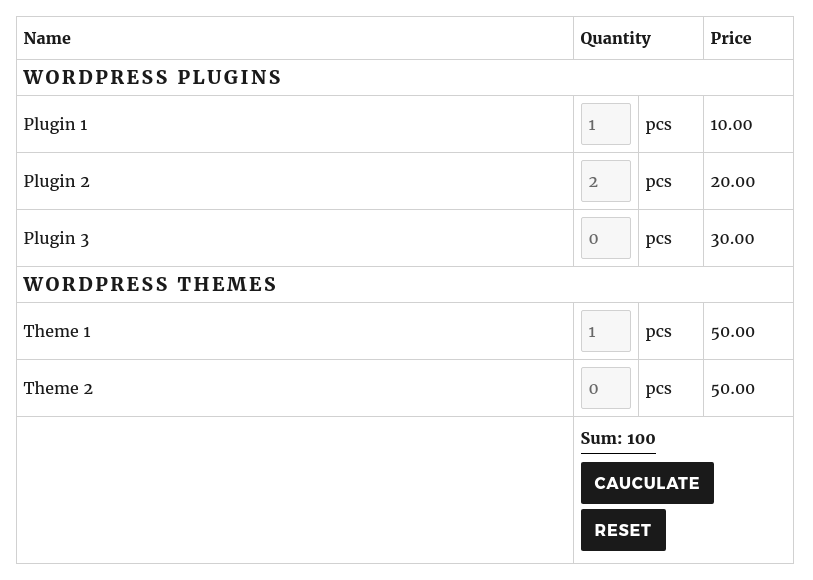 Name Quantity Price
WORDPRESS PLUGINS
Plugin 1 1 pcs 10.00
Plugin 2 2 pcs 20.00
Plugin 3 0 pcs 30.00
WORDPRESS THEMES
Theme 1 1 pcs 50.00
Theme 2 0 pcs 50.00
Sum: 100
CAUCULATE
RESET